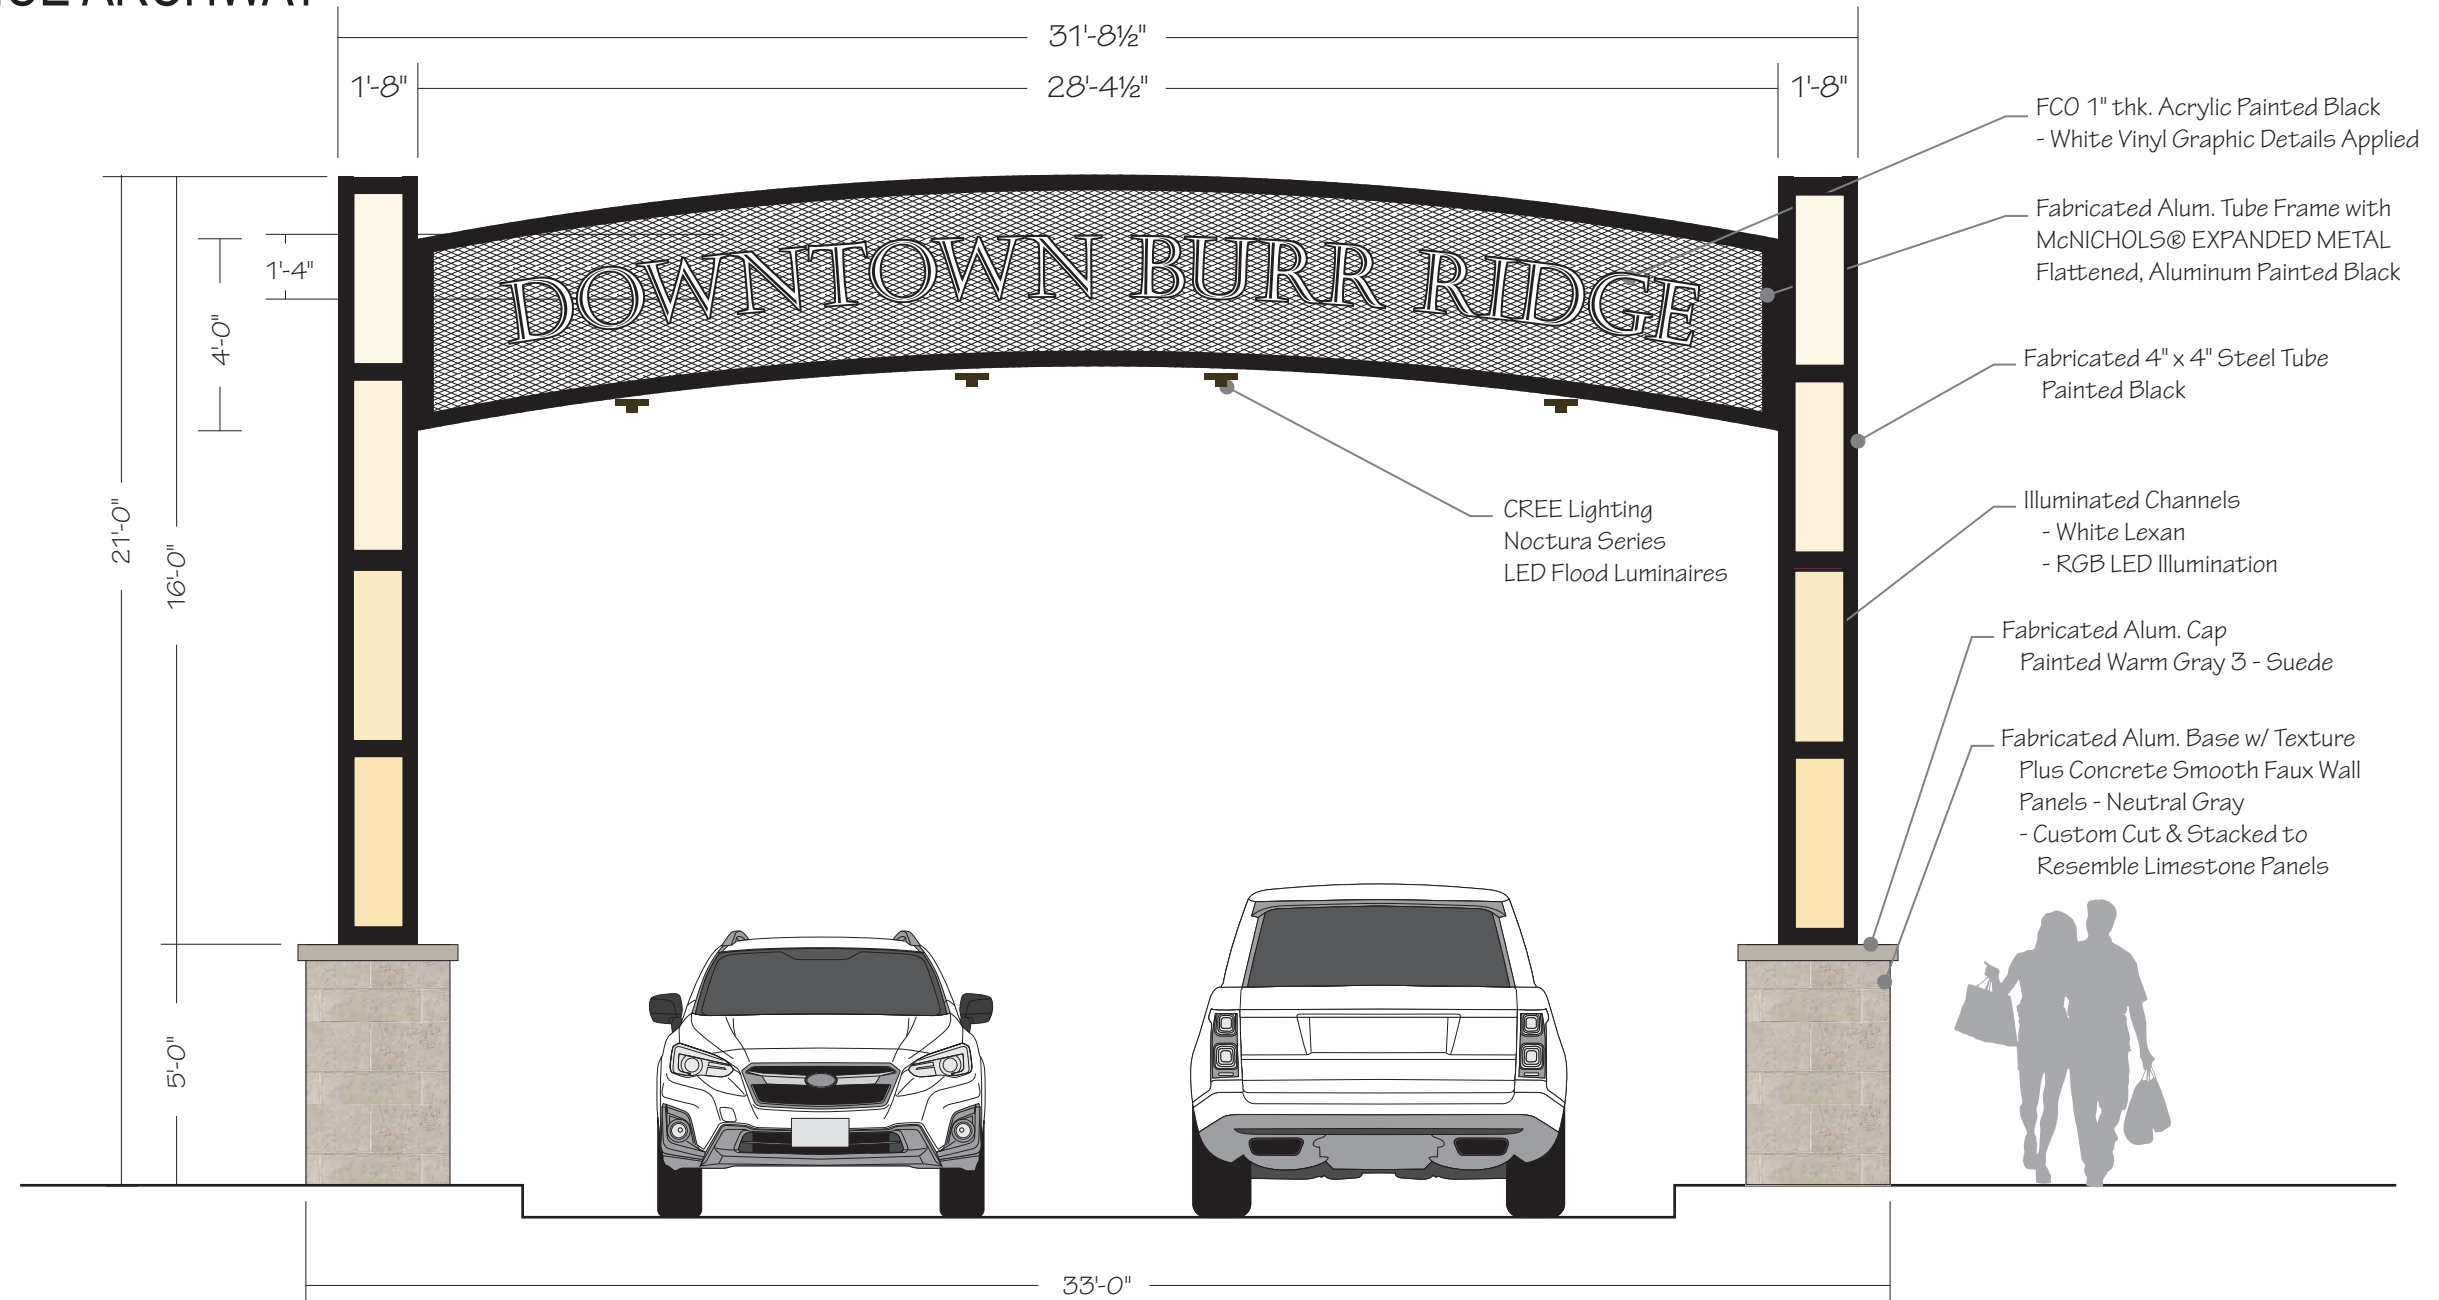 ARCHWAY
31'-8½"
1'-8"
28'-4½"
1'-8"
FCO 1" thk. Acrylic Painted Black
- White Vinyl Graphic Details Applied
Fabricated Alum. Tube Frame with
McNICHOLS® EXPANDED METAL
Flattened, Aluminum Painted Black
1'-4"
4'-0"
DOWNTOWN BURR RIDGE
Fabricated 4" x 4" Steel Tube
Painted Black
21'-0"
16'-0"
CREE Lighting
Noctura Series
LED Flood Luminaires
Illuminated Channels
- White Lexan
- RGB LED Illumination
Fabricated Alum. Cap
Painted Warm Gray 3 - Suede
Fabricated Alum. Base w/ Texture
Plus Concrete Smooth Faux Wall
Panels - Neutral Gray
- Custom Cut & Stacked to
Resemble Limestone Panels
5'-0"
33'-0"